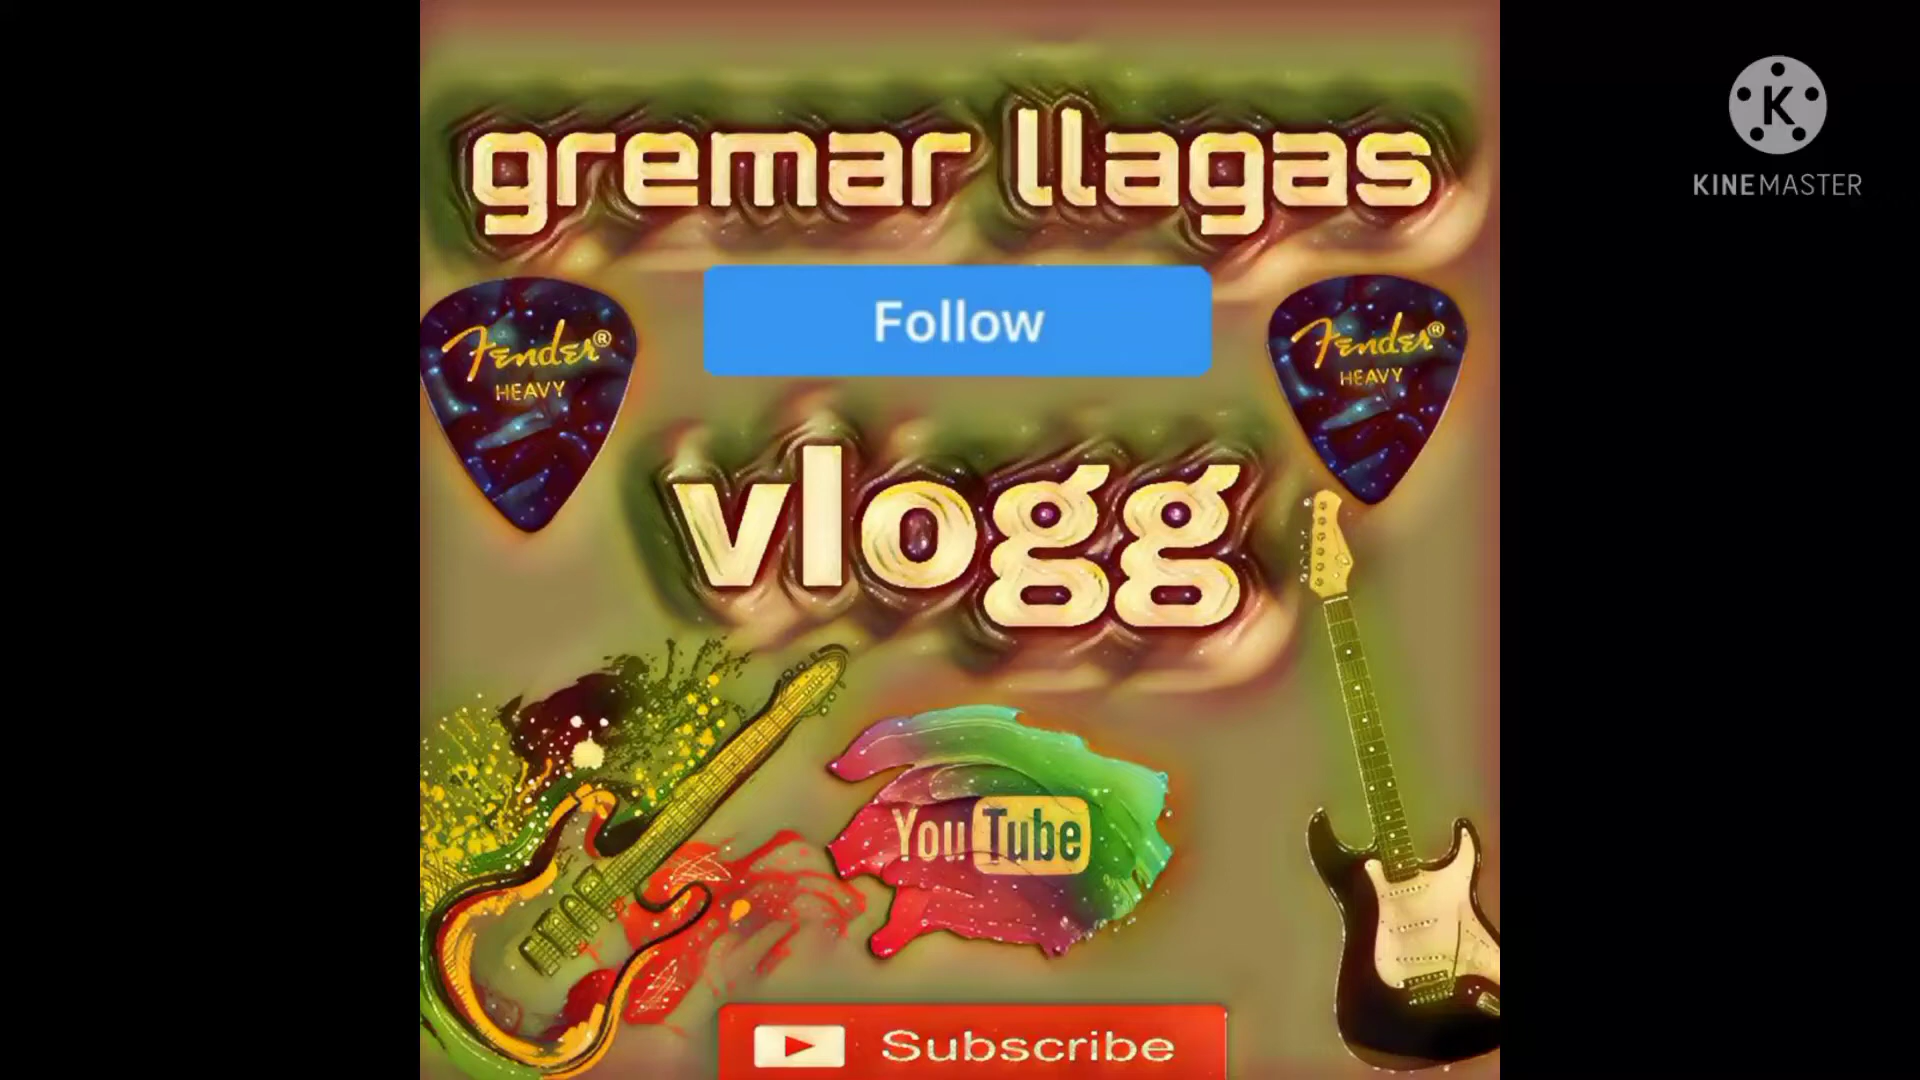 gremar llagas
KINEMASTER
Follow
Fender®
HEAVY
Fender®
HEAVY
vlogg
YouTube
Subscribe